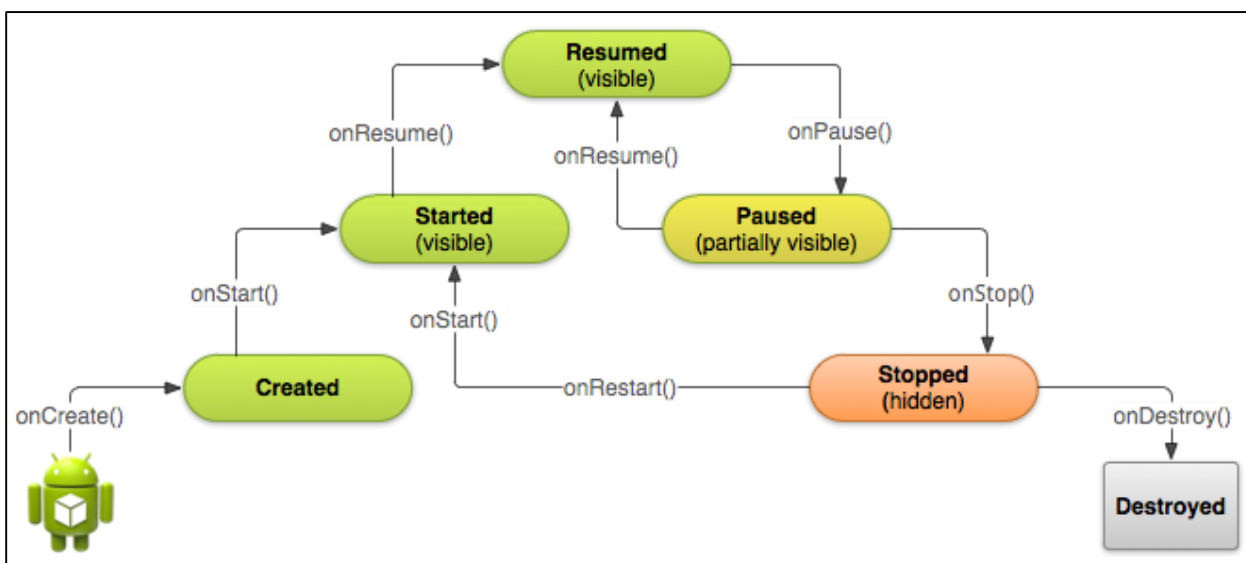 Resumed
(visible)
onResume()
onPause()
onResume()
Started
(visible)
Paused
(partially visible)
onStart()
onStart()
onStop()
Created
onRestart()
Stopped
(hidden)
onCreate()
onDestroy()
Destroyed